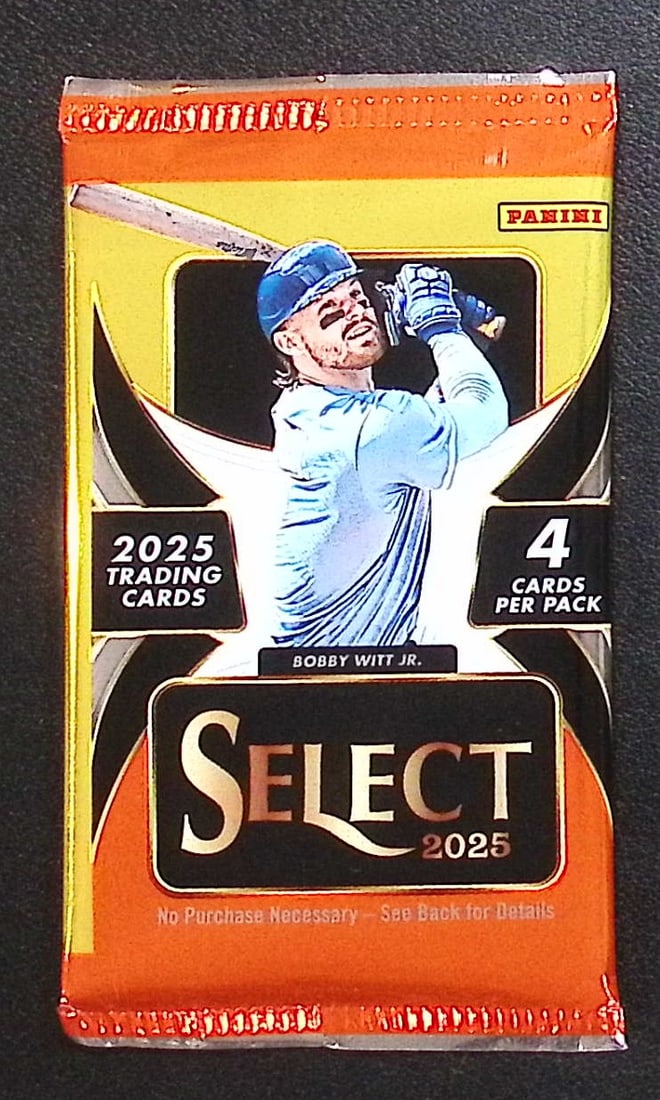 PANINI
2025
TRADING
CARDS
4
CARDS
PER PACK
BOBBY WITT JR.
SELECT
2025
No Purchase Necessary – See Back for Details